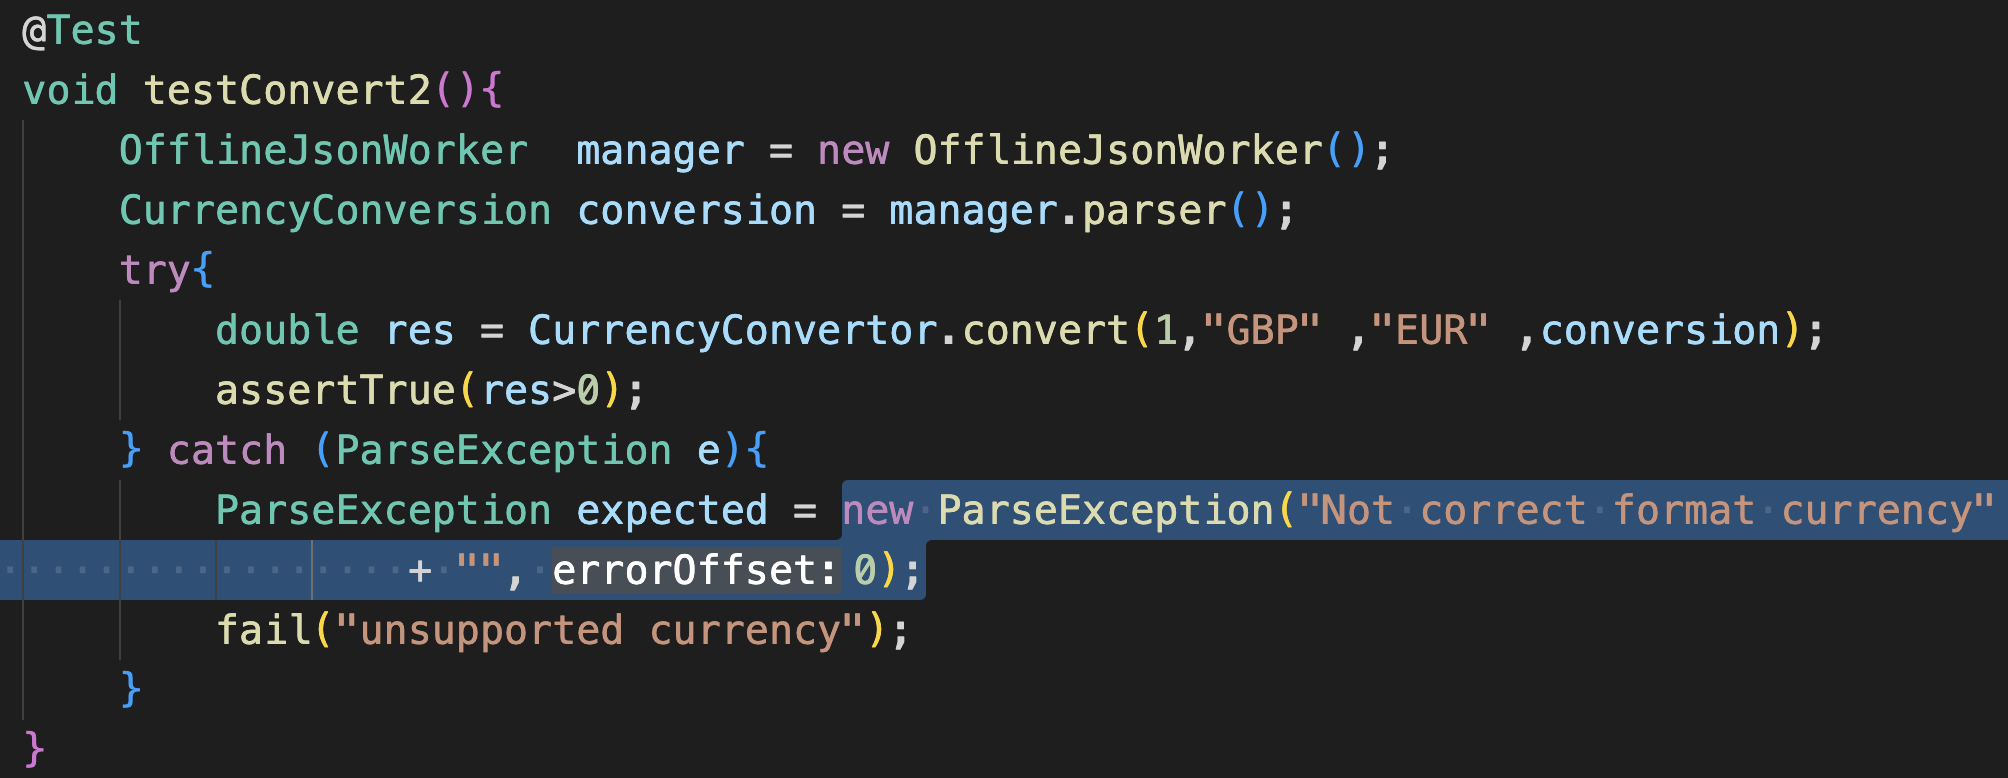 @Test
void testConvert2(){
OfflineJsonWorker  manager = new OfflineJsonWorker();
CurrencyConversion conversion = manager.parser();
try{
double res = CurrencyConvertor.convert(1,"GBP" ,"EUR" ,conversion);
assertTrue(res>0);
} catch (ParseException e){
ParseException expected = new ParseException("Not correct format currency"
+ "", errorOffset: 0);
fail("unsupported currency");
}
}